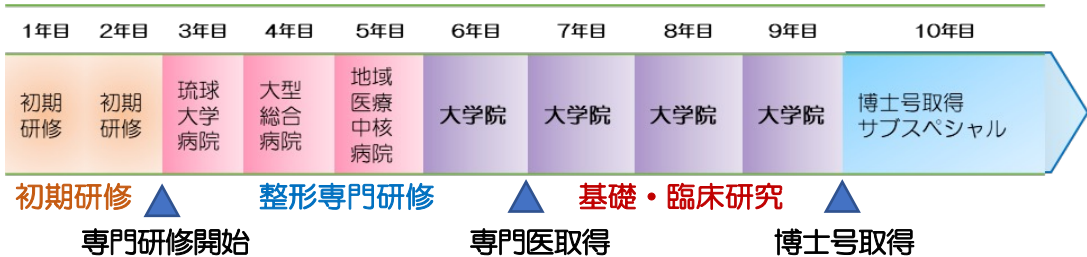 1年目 2年目 3年目 4年目 5年目 6年目 7年目 8年目 9年目 10年目
初期
研修
初期
研修
琉球
大学
病院
大型
総合
病院
地域
医療
中核
病院
大学院
大学院
大学院
大学院
博士号取得
サブスペシャル
初期研修 整形専門研修 基礎・臨床研究
専門研修開始 専門医取得 博士号取得